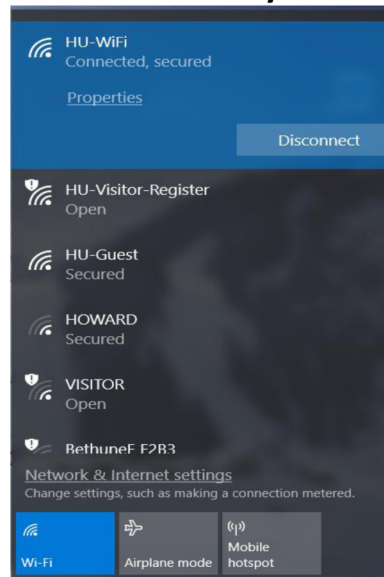 HU-WiFi
Connected, secured
Properties
Disconnect
HU-Visitor-Register
Open
HU-Guest
Secured
HOWARD
Secured
VISITOR
Open
Network & Internet settings
Change settings, such as making a connection metered.
Wi-Fi
Airplane mode
Mobile
hotspot